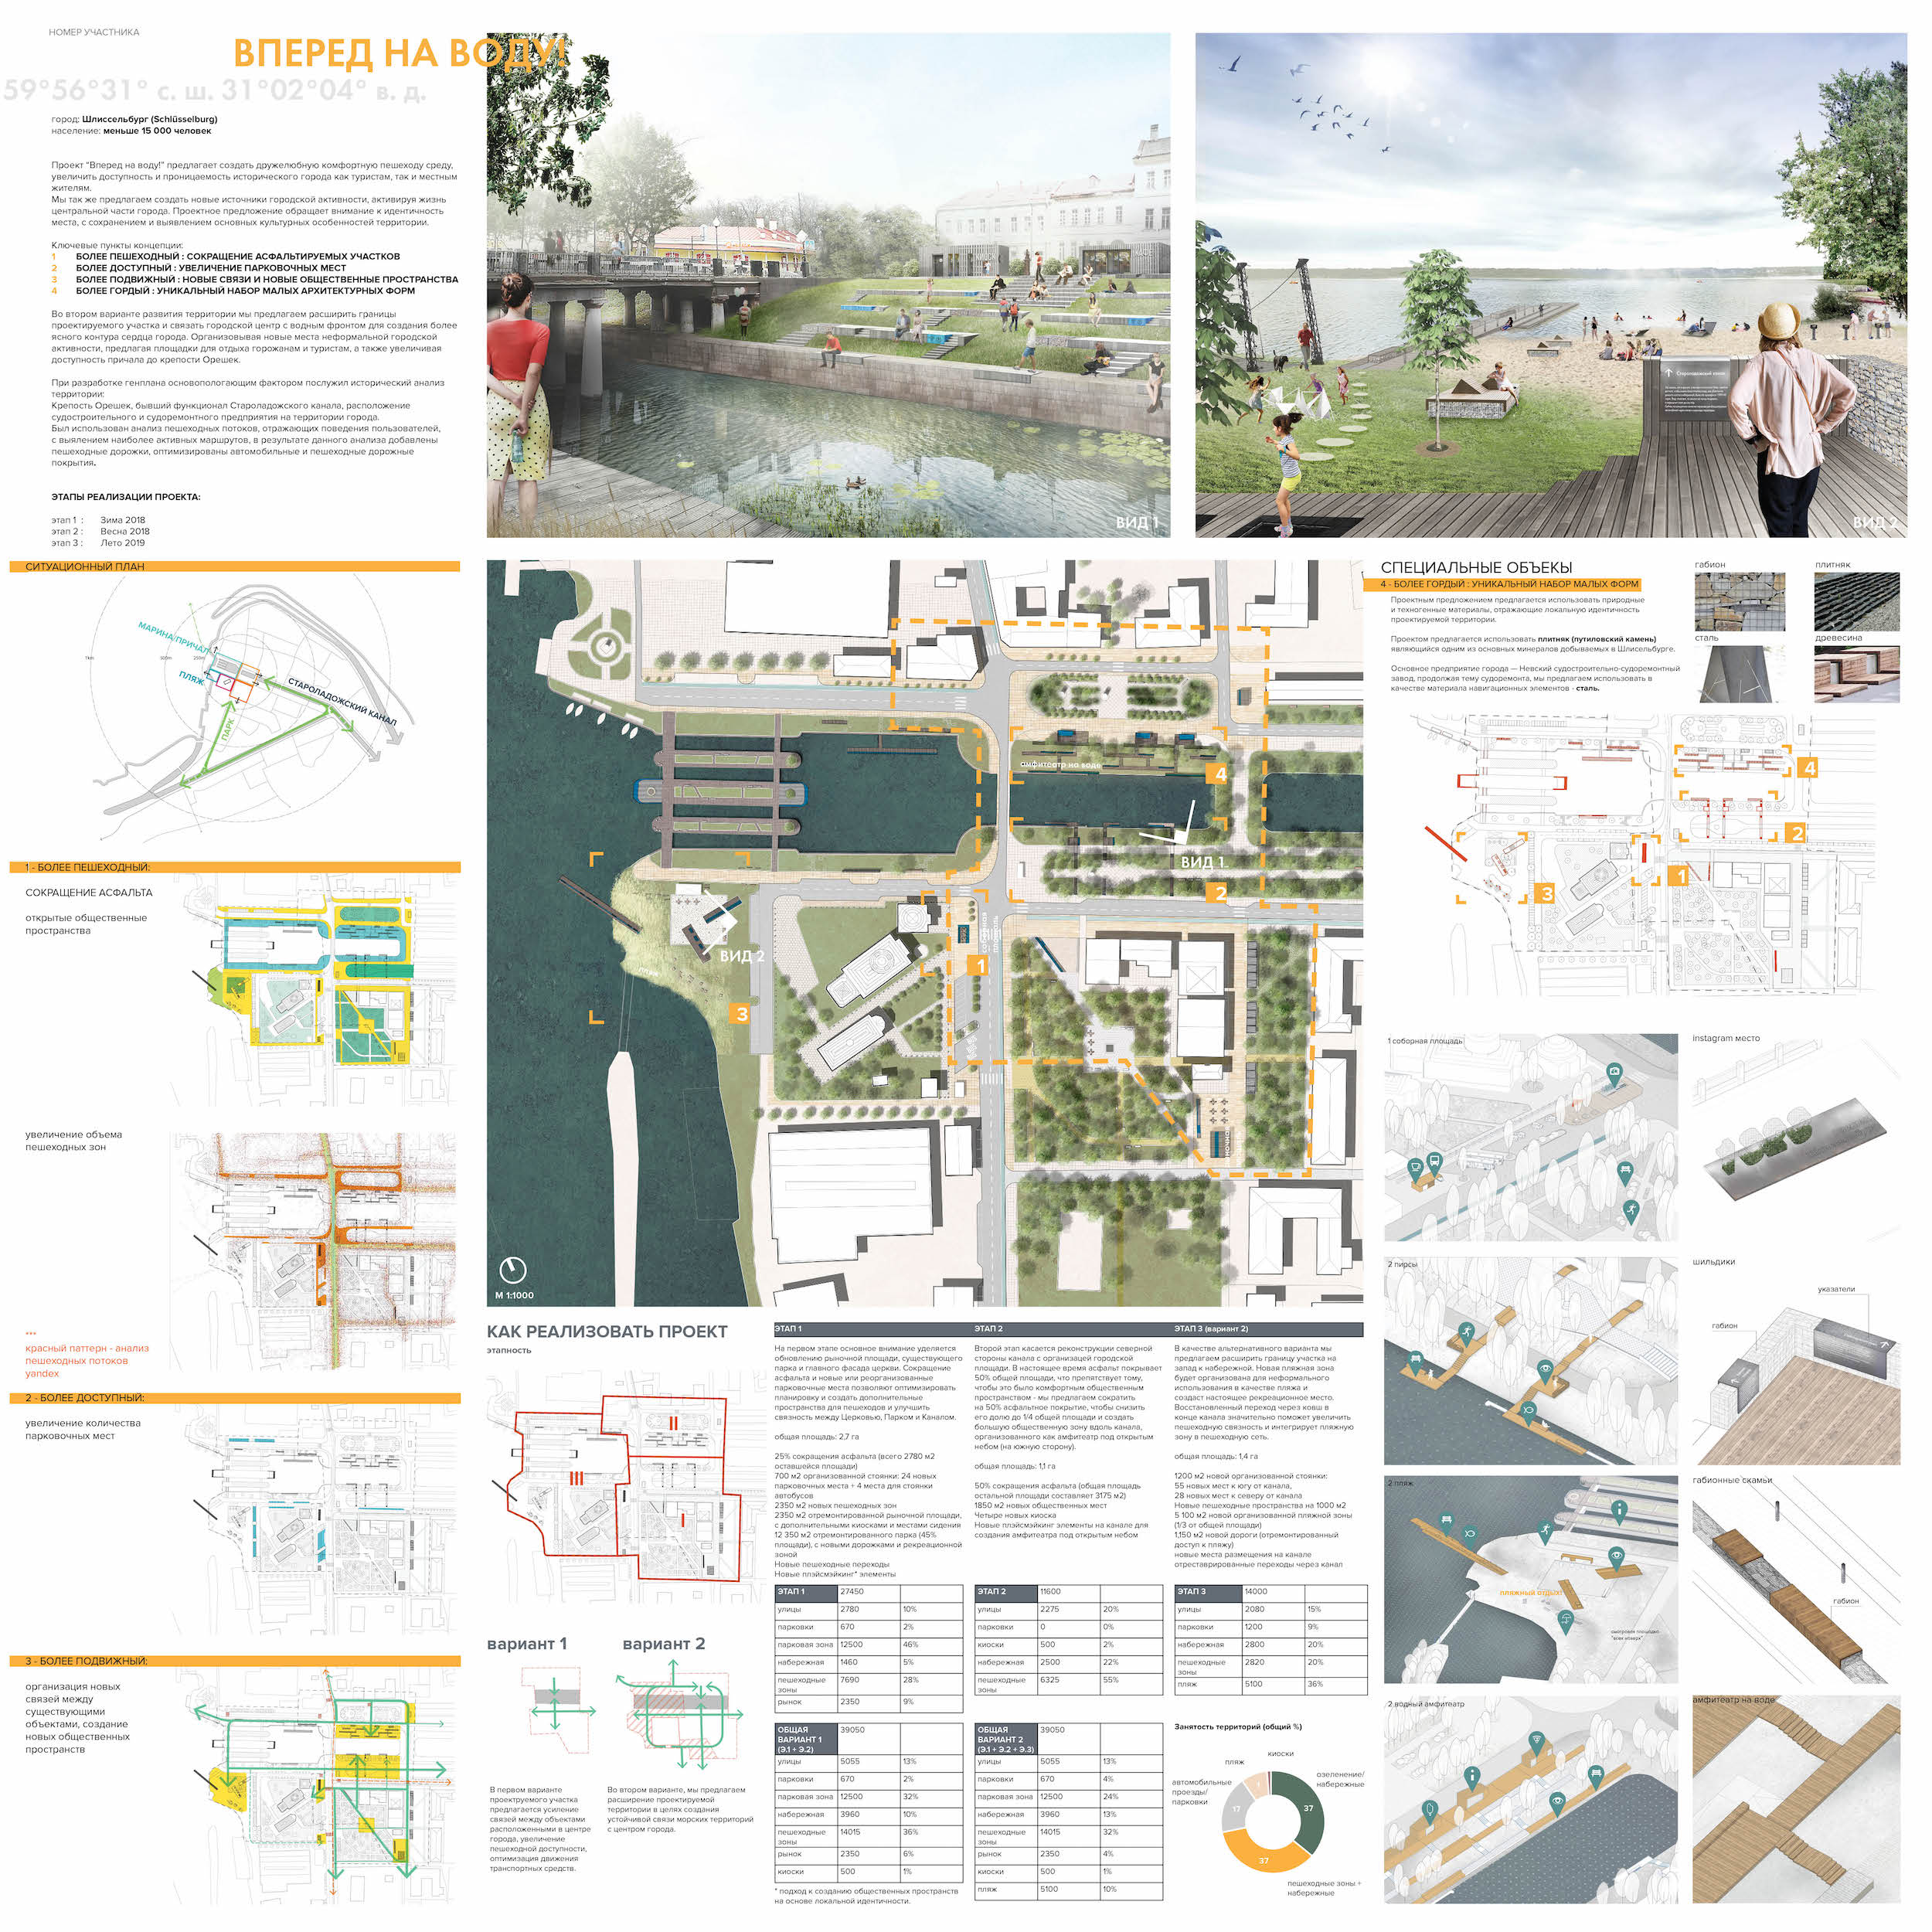 НОМЕР УЧАСТНИКА
ВПЕРЕД НА ВОДУ!
59°56°31° с. ш. 31°02°04° в. д.
город: Шлиссельбург (Schlüsselburg)
население: меньше 15 000 человек
Проект "Вперед на воду!" предлагает создать дружелюбную комфортную пешеходу среду,
увеличить доступность и проницаемость исторического города как туристам, так и местным
жителям.
Мы так же предлагаем создать новые источники городской активности, активируя жизнь
центральной части города. Проектное предложение обращает внимание к идентичность
места, с сохранением и выявлением основных культурных особенностей территории.
Ключевые пункты концепции:
1 БОЛЕЕ ПЕШЕХОДНЫЙ : СОКРАЩЕНИЕ АСФАЛЬТИРУЕМЫХ УЧАСТКОВ
2 БОЛЕЕ ДОСТУПНЫЙ : УВЕЛИЧЕНИЕ ПАРКОВОЧНЫХ МЕСТ
3 БОЛЕЕ ПОДВИЖНЫЙ : НОВЫЕ СВЯЗИ И НОВЫЕ ОБЩЕСТВЕННЫЕ ПРОСТРАНСТВА
4 БОЛЕЕ ГОРДЫЙ : УНИКАЛЬНЫЙ НАБОР МАЛЫХ АРХИТЕКТУРНЫХ ФОРМ
Во втором варианте развития территории мы предлагаем расширить границы
проектируемого участка и связать городской центр с водным фронтом для создания более
ясного контура сердца города. Организовывая новые места неформальной городской
активности, предлагая площадки для отдыха горожанам и туристам, а также увеличивая
доступность причала до крепости Орешек.
При разработке генплана основопологающим фактором послужил исторический анализ
территории:
Крепость Орешек, бывший функционал Староладожского канала, расположение
судостроительного и судоремонтного предприятия на территории города.
Был использован анализ пешеходных потоков, отражающих поведения пользователей,
с выялением наиболее активных маршрутов, в результате данного анализа добавлены
пешеходные дорожки, оптимизированы автомобильные и пешеходные дорожные
покрытия.
ЭТАПЫ РЕАЛИЗАЦИИ ПРОЕКТА:
этап 1 : Зима 2018
этап 2 : Весна 2018
этап 3 : Лето 2019
ВИД 1
ВИД 2
СИТУАЦИОННЫЙ ПЛАН
МАРИНА/ПРИЧАЛ
ПЛЯЖ
ПАРК
СТАРОЛАДОЖСКИЙ КАНАЛ
1 - БОЛЕЕ ПЕШЕХОДНЫЙ:
СОКРАЩЕНИЕ АСФАЛЬТА
открытые общественные
пространства
увеличение объема
пешеходных зон
***
красный паттерн - анализ
пешеходных потоков
yandex
2 - БОЛЕЕ ДОСТУПНЫЙ:
увеличение количества
парковочных мест
3 - БОЛЕЕ ПОДВИЖНЫЙ:
организация новых
связей между
существующими
объектами, создание
новых общественных
пространств
амфитеатр на воде
4
ВИД 1
2
ВИД 2
1
3
М 1:1000
СПЕЦИАЛЬНЫЕ ОБЪЕКЫ
4 - БОЛЕЕ ГОРДЫЙ : УНИКАЛЬНЫЙ НАБОР МАЛЫХ ФОРМ
Проектным предложением предлагается использовать природные
и техногенные материалы, отражающие локальную идентичность
проектируемой территории.
Проектом предлагается использовать плитняк (путиловский камень)
являющийся одним из основных минералов добываемых в Шлисельбурге.
Основное предприятие города — Невский судостроительно-судоремонтный
завод, продолжая тему судоремонта, мы предлагаем использовать в
качестве материала навигационных элементов - сталь.
габион
плитняк
сталь
древесина
4
2
1
3
1 соборная площадь
instagram место
2 пирсы
шильдики
указатели
габион
2 пляж
пляжный отдых
габионные скамьи
габион
2 водный амфитеатр
амфитеатр на воде
КАК РЕАЛИЗОВАТЬ ПРОЕКТ
этапность
I
II
III
вариант 1
вариант 2
В первом варианте
проектируемого участка
предлагается усиление
связей между объектами
расположенными в центре
города, увеличение
пешеходной доступности,
оптимизация движения
транспортных средств.
Во втором варианте, мы предлагаем
расширение проектируемой
территории в целях создания
устойчивой связи морских территорий
с центром города.
ЭТАП 1
На первом этапе основное внимание уделяется
обновлению рыночной площади, существующего
парка и главного фасада церкви. Сокращение
асфальта и новые или реорганизованные
парковочные места позволяют оптимизировать
планировку и создать дополнительные
пространства для пешеходов и улучшить
связность между Церковью, Парком и Каналом.
общая площадь: 2,7 га
25% сокращения асфальта (всего 2780 м2
оставшейся площади)
700 м2 организованной стоянки: 24 новых
парковочных места + 4 места для стоянки
автобусов
2350 м2 новых пешеходных зон
2350 м2 отремонтированной рыночной площади,
с дополнительными киосками и местами сидения
12 350 м2 отремонтированного парка (45%
площади), с новыми дорожками и рекреационной
зоной
Новые пешеходные переходы
Новые плэйсмэйкинг* элементы
ЭТАП 2
Второй этап касается реконструкции северной
стороны канала с организацей городской
площади. В настоящее время асфальт покрывает
50% общей площади, что препятствует тому,
чтобы это было комфортным общественным
пространством - мы предлагаем сократить
на 50% асфальтное покрытие, чтобы снизить
его долю до 1/4 общей площади и создать
большую общественную зону вдоль канала,
организованного как амфитеатр под открытым
небом (на южную сторону).
общая площадь: 1,1 га
50% сокращения асфальта (общая площадь
остальной площади составляет 3175 м2)
1850 м2 новых общественных мест
Четыре новых киоска
Новые плэйсмэйкинг элементы на канале для
создания амфитеатра под открытым небом
ЭТАП 3 (вариант 2)
В качестве альтернативного варианта мы
предлагаем расширить границу участка на
запад к набережной. Новая пляжная зона
будет организована для неформального
использования в качестве пляжа и
создаст настоящее рекреационное место.
Восстановленный переход через ковш в
конце канала значительно поможет увеличить
пешеходную связность и интегрирует пляжную
зону в пешеходную сеть.
общая площадь: 1,4 га
1200 м2 новой организованной стоянки:
55 новых мест к югу от канала,
28 новых мест к северу от канала
Новые пешеходные пространства на 1000 м2
5 100 м2 новой организованной пляжной зоны
(1/3 от общей площади)
1,150 м2 новой дороги (отремонтированный
доступ к пляжу)
новые места размещения на канале
отреставрированные переходы через канал
ЭТАП 1 27450
улицы 2780 10%
парковки 670 2%
парковая зона 12500 46%
набережная 1460 5%
пешеходные зоны 7690 28%
рынок 2350 9%
ЭТАП 2 11600
улицы 2275 20%
парковки 0 0%
киоски 500 2%
набережная 2500 22%
пешеходные зоны 6325 55%
ЭТАП 3 14000
улицы 2080 15%
парковки 1200 9%
набережная 2800 20%
пешеходные зоны 2820 20%
пляж 5100 36%
ОБЩАЯ ВАРИАНТ 1 (Э.1 + Э.2) 39050
улицы 5055 13%
парковки 670 2%
парковая зона 12500 32%
набережная 3960 10%
пешеходные зоны 14015 36%
рынок 2350 6%
киоски 500 1%
* подход к созданию общественных пространств
на основе локальной идентичности.
ОБЩАЯ ВАРИАНТ 2 (Э.1 + Э.2 + Э.3) 39050
улицы 5055 13%
парковки 670 4%
парковая зона 12500 24%
набережная 3960 13%
пешеходные зоны 14015 32%
рынок 2350 4%
киоски 500 1%
пляж 5100 10%
Занятость территорий (общий %)
киоски
пляж
автомобильные
проезды/
парковки
озеленение/
набережные
17
37
37
пешеходные зоны +
набережные